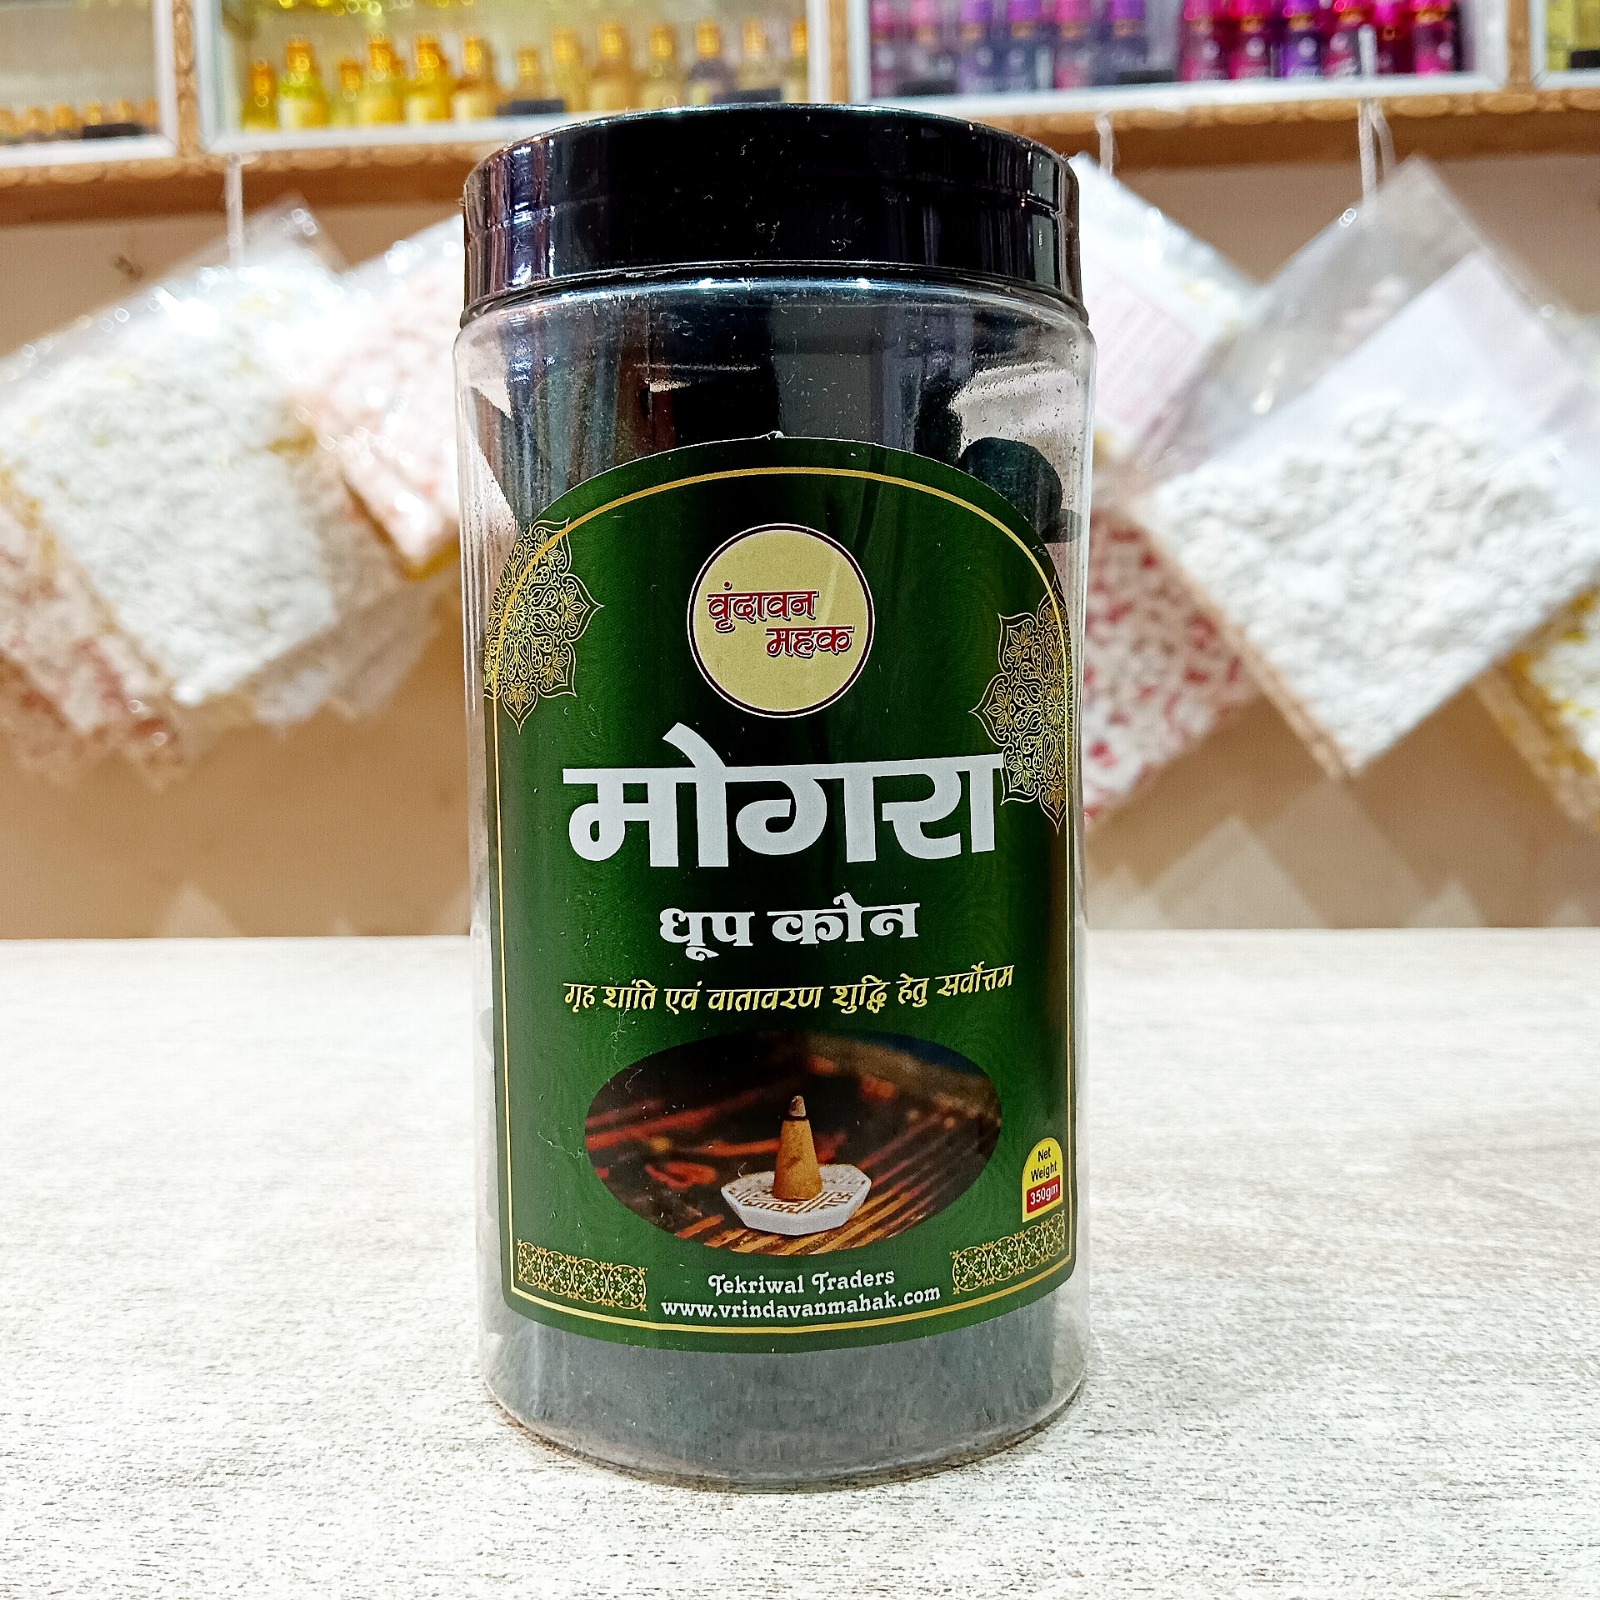 वृंदावन
महक
मोगरा
धूप कोन
गृह शांति एवं वातावरण शुद्धि हेतु सर्वोत्तम
Net
Weight
350gm
Tekriwal Traders
www.vrindavanmahak.com